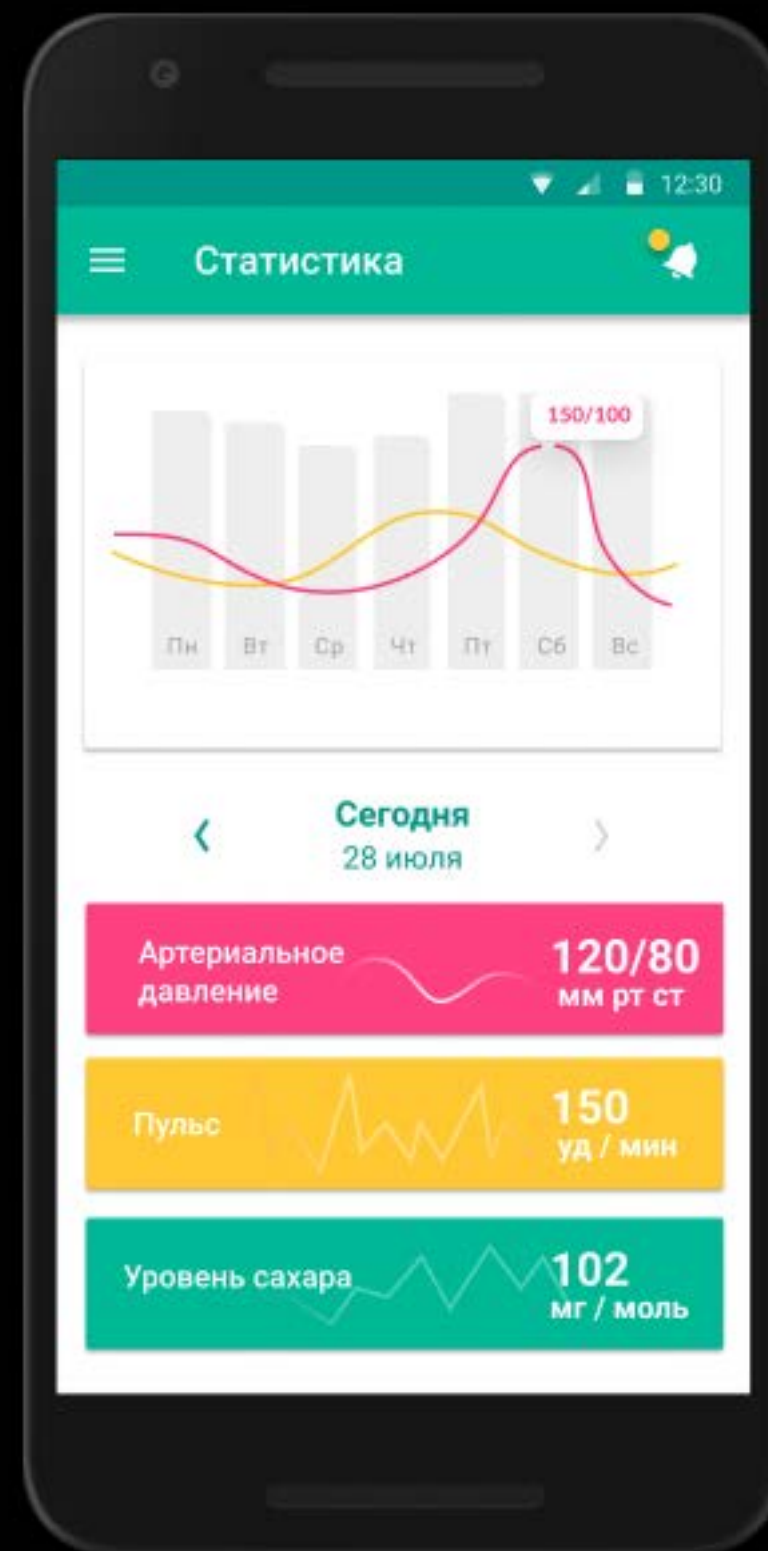 12:30
Статистика
150/100
Пн Вт Ср Чт Пт Сб Вс
Сегодня
28 июля
Артериальное
давление
120/80
мм рт ст
Пульс
150
уд / мин
Уровень сахара
102
мг / моль